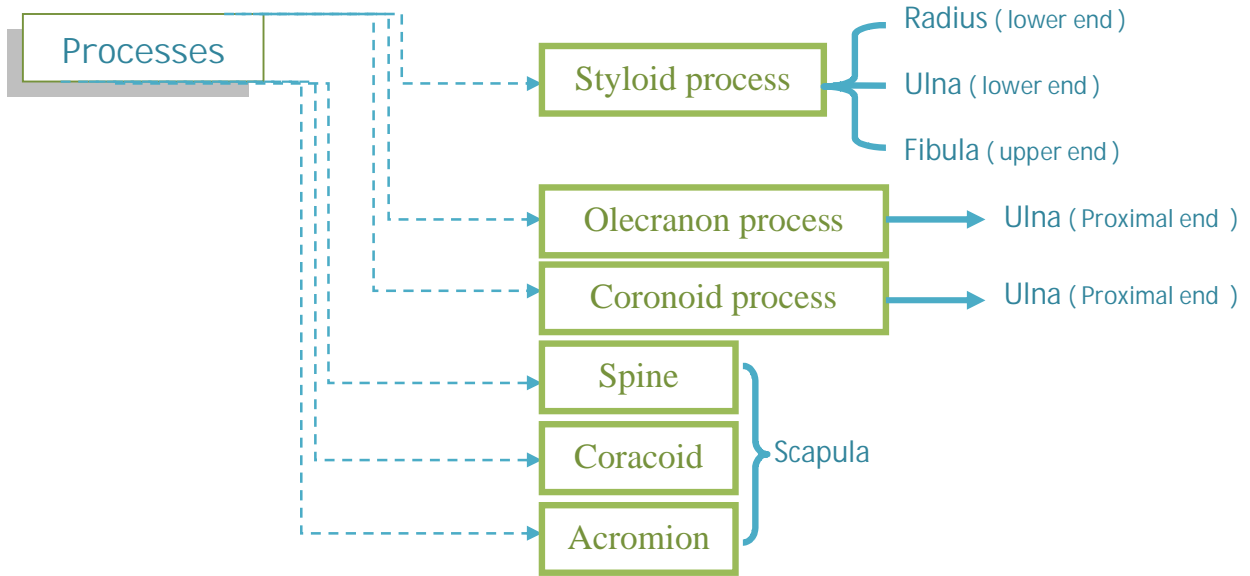 Processes
Styloid process
Radius ( lower end )
Ulna ( lower end )
Fibula ( upper end )
Olecranon process
Ulna ( Proximal end )
Coronoid process
Ulna ( Proximal end )
Spine
Coracoid
Scapula
Acromion